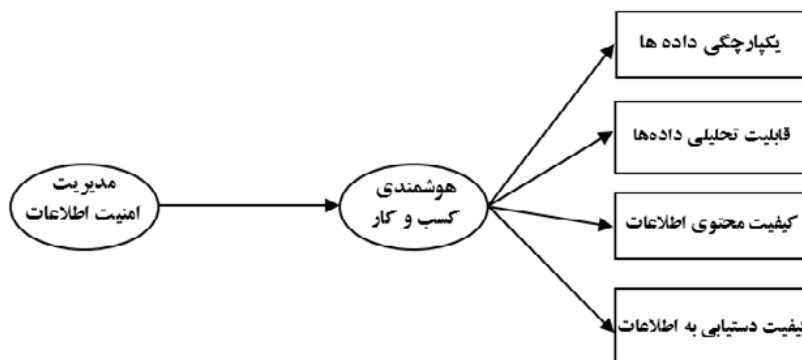 یکپارچگی داده ها
قابلیت تحلیلی داده‌ها
هوشمندی
کسب و کار
مدیریت
امنیت اطلاعات
کیفیت محتوی اطلاعات
کیفیت دستیابی به اطلاعات